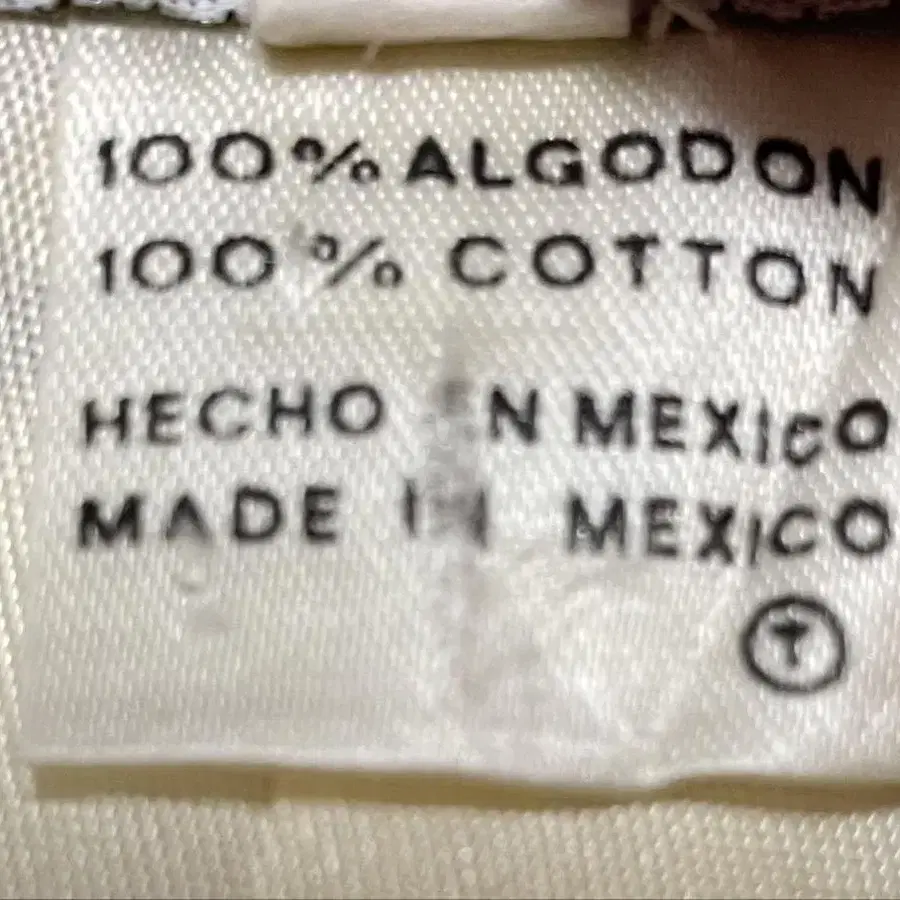 100% ALGODON
100% COTTON
HECHO EN MEXICO
MADE IN MEXICO
T